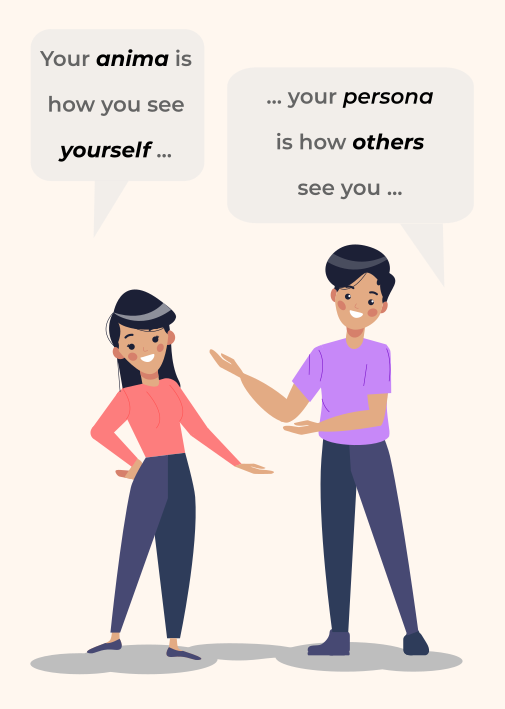 Your anima is
how you see
yourself ...
... your persona
is how others
see you ...